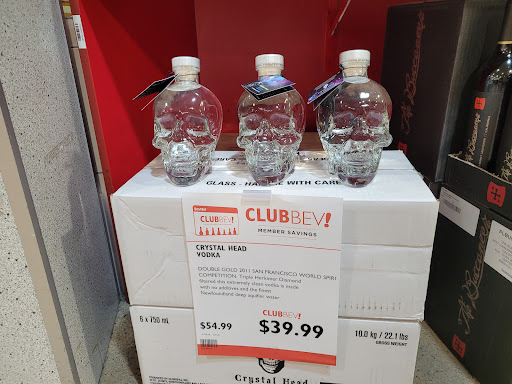 GLASS - HANDLE WITH CARE
CLUBBEV!
CLUBBEV!
MEMBER SAVINGS
CRYSTAL HEAD
VODKA
DOUBLE GOLD 2011 SAN FRANCISCO WORLD SPIRI
COMPETITION. Triple Herkimer Diamond
filtered this extremely clean vodka is made
with no additives and the finest
Newfoundland deep aquifer water
CLUBBEV!
$54.99
$39.99
6 x 750 mL
10.0 kg / 22.1 lbs
GROSS WEIGHT
Crystal Head